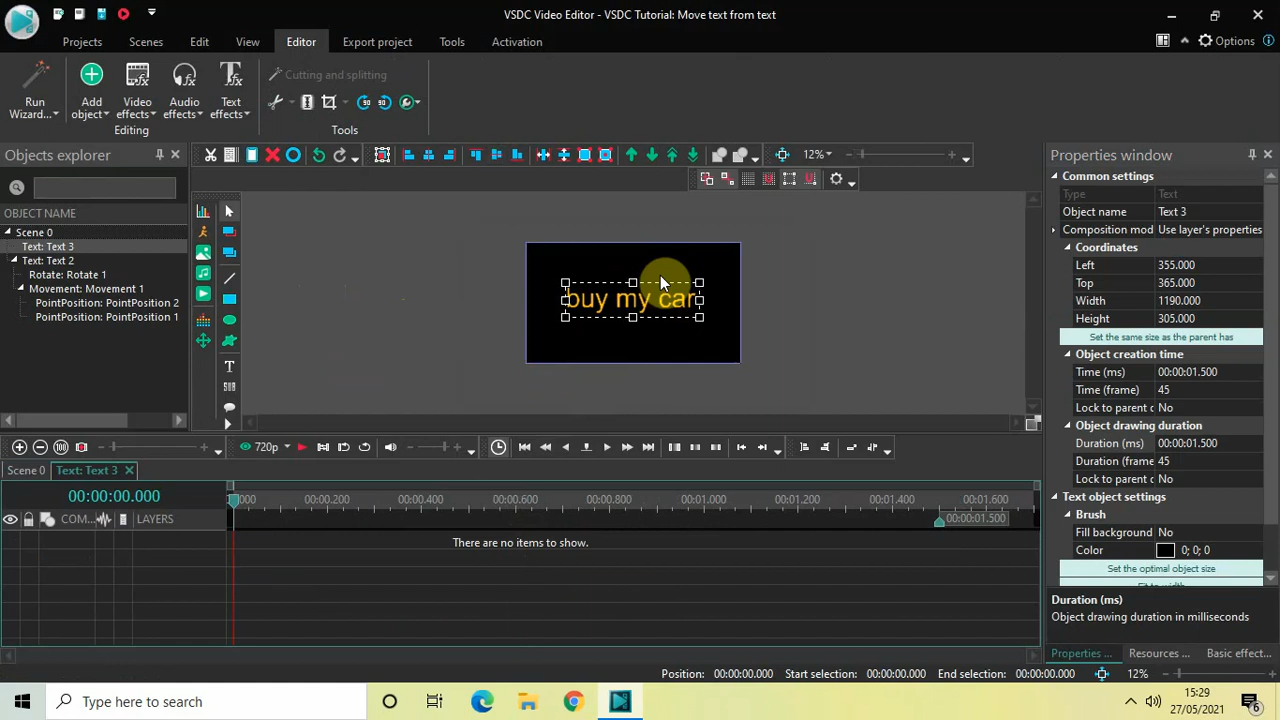 VSDC Video Editor - VSDC Tutorial: Move text from text
Projects Scenes Edit View Editor Export project Tools Activation Options
Run Wizard...
Add object
Video effects
Audio effects
Text effects
Cutting and splitting
Editing Tools
Objects explorer
OBJECT NAME
Scene 0
Text: Text 3
Text: Text 2
Rotate: Rotate 1
Movement: Movement 1
PointPosition: PointPosition 2
PointPosition: PointPosition 1
12%
buy my car
Properties window
Common settings
Type Text
Object name Text 3
Composition mod Use layer's properties
Coordinates
Left 355.000
Top 365.000
Width 1190.000
Height 305.000
Set the same size as the parent has
Object creation time
Time (ms) 00:00:01.500
Time (frame) 45
Lock to parent d No
Object drawing duration
Duration (ms) 00:00:01.500
Duration (frame 45
Lock to parent d No
Text object settings
Brush
Fill background No
Color 0; 0; 0
Set the optimal object size
Fit to width
Duration (ms)
Object drawing duration in milliseconds
Properties ... Resources ... Basic effect...
720p
Scene 0 Text: Text 3
00:00:00.000
000 00:00.200 00:00.400 00:00.600 00:00.800 00:01.000 00:01.200 00:01.400 00:01.600
00:00:01.500
COM... LAYERS
There are no items to show.
Position: 00:00:00.000 Start selection: 00:00:00.000 End selection: 00:00:00.000 12%
Type here to search
15:29
27/05/2021
6